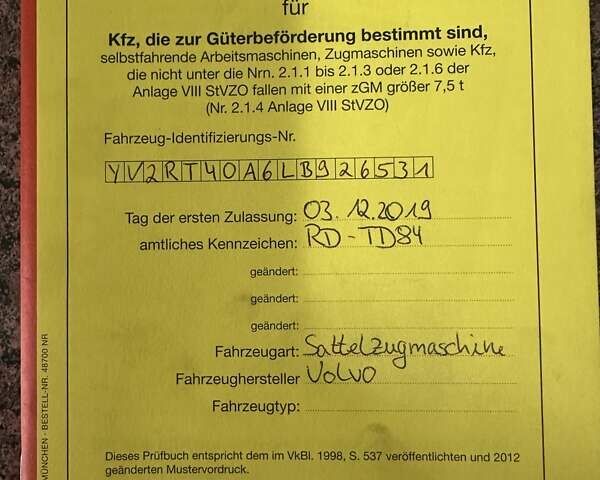 für
Kfz, die zur Güterbeförderung bestimmt sind,
selbstfahrende Arbeitsmaschinen, Zugmaschinen sowie Kfz,
die nicht unter die Nrn. 2.1.1 bis 2.1.3 oder 2.1.6 der
Anlage VIII StVZO fallen mit einer zGM größer 7,5 t
(Nr. 2.1.4 Anlage VIII StVZO)
Fahrzeug-Identifizierungs-Nr.
YV2RT40A6LB926531
Tag der ersten Zulassung: 03.12.2019
amtliches Kennzeichen: RD-TD84
geändert:
geändert:
geändert:
Fahrzeugart: Sattelzugmaschine
Fahrzeughersteller Volvo
Fahrzeugtyp:
Dieses Prüfbuch entspricht dem im VkBl. 1998, S. 537 veröffentlichten und 2012
geänderten Mustervordruck.
MÜNCHEN - BESTELL-NR. 48700 NR